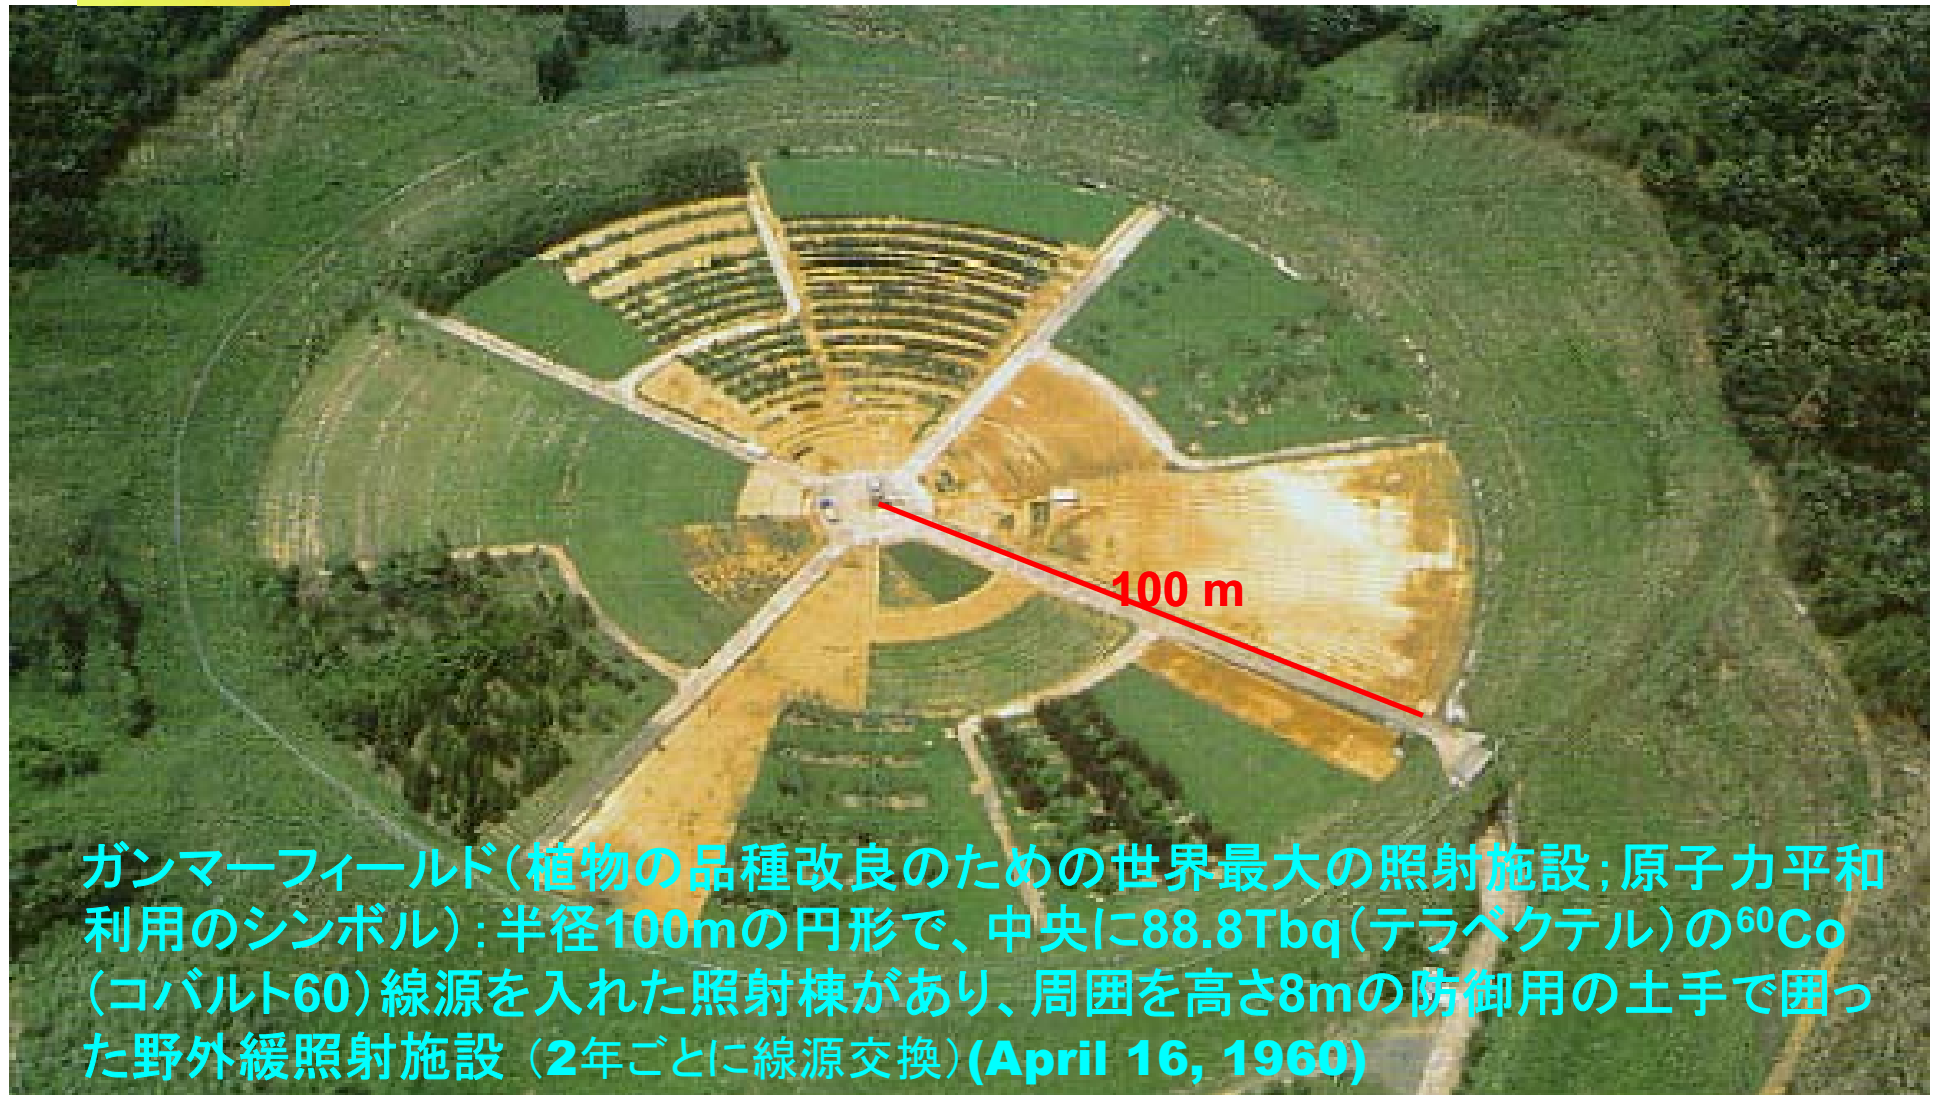 100 m
ガンマーフィールド（植物の品種改良のための世界最大の照射施設；原子力平和
利用のシンボル）：半径100mの円形で、中央に88.8Tbq（テラベクテル）の⁶⁰Co
（コバルト60）線源を入れた照射棟があり、周囲を高さ8mの防御用の土手で囲っ
た野外緩照射施設（2年ごとに線源交換）(April 16, 1960)